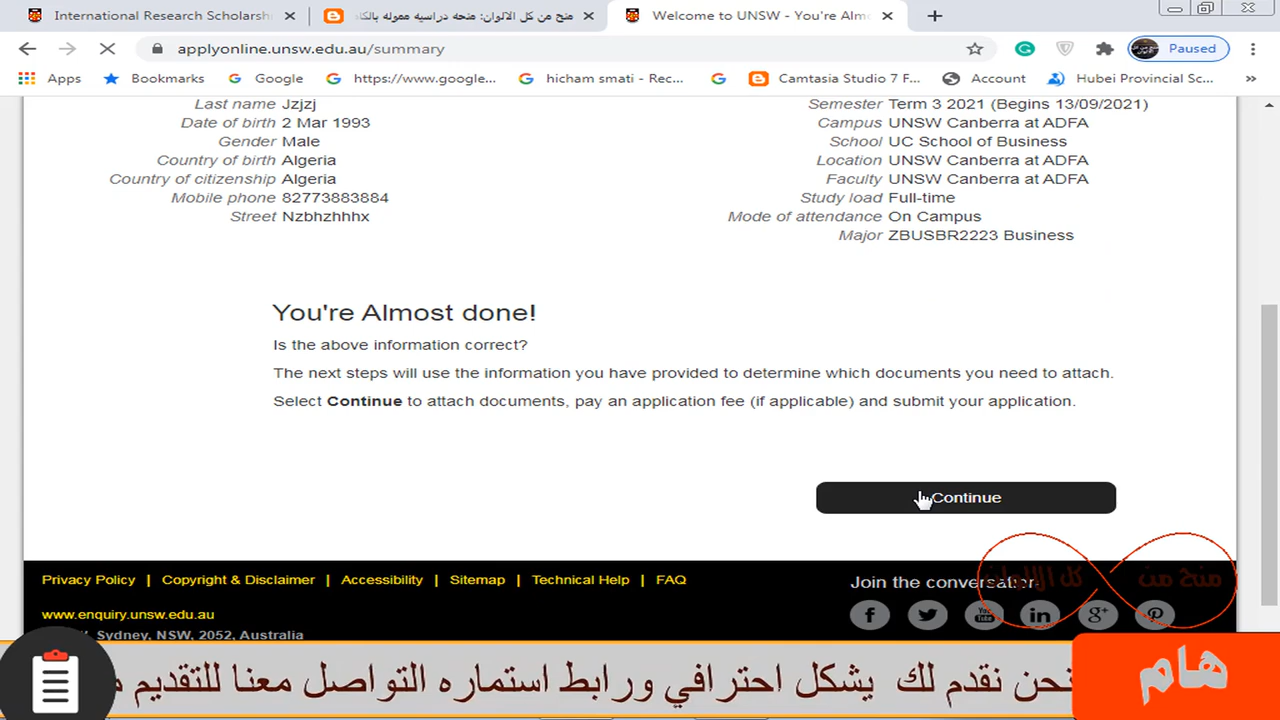 International Research Scholarsh
منحه دراسيه مموله بالكا :منح من كل الالوان
Welcome to UNSW - You're Alm
applyonline.unsw.edu.au/summary
Paused
Apps
Bookmarks
Google
https://www.google...
hicham smati - Rec...
Camtasia Studio 7 F...
Account
Hubei Provincial Sc...
»
Last name Jzjzj
Date of birth 2 Mar 1993
Gender Male
Country of birth Algeria
Country of citizenship Algeria
Mobile phone 82773883884
Street Nzbhzhhhx
Semester Term 3 2021 (Begins 13/09/2021)
Campus UNSW Canberra at ADFA
School UC School of Business
Location UNSW Canberra at ADFA
Faculty UNSW Canberra at ADFA
Study load Full-time
Mode of attendance On Campus
Major ZBUSBR2223 Business
You're Almost done!
Is the above information correct?
The next steps will use the information you have provided to determine which documents you need to attach.
Select Continue to attach documents, pay an application fee (if applicable) and submit your application.
Continue
Privacy Policy | Copyright & Disclaimer | Accessibility | Sitemap | Technical Help | FAQ
www.enquiry.unsw.edu.au
Sydney, NSW, 2052, Australia
Join the conversation
You Tube
in
g+
منح من كل الالوان
هام
نحن نقدم لك يشكل احترافي ورابط استماره التواصل معنا للتقديم م